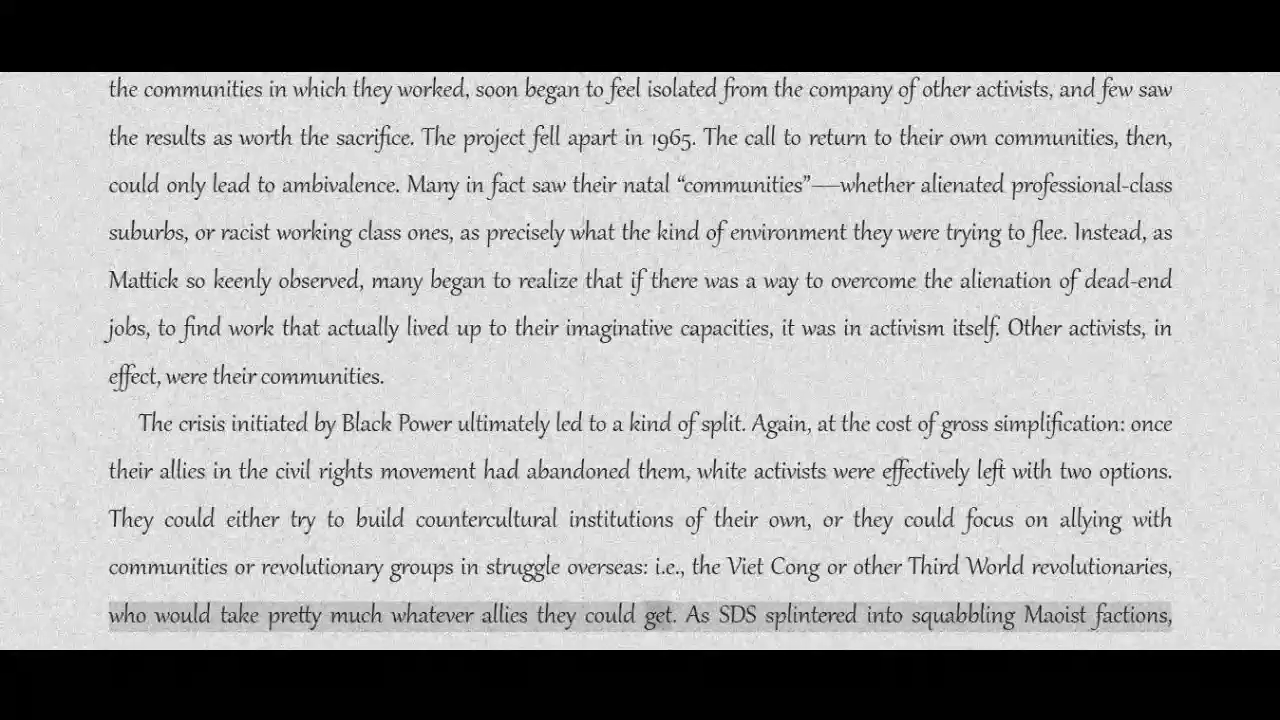 the communities in which they worked, soon began to feel isolated from the company of other activists, and few saw
the results as worth the sacrifice. The project fell apart in 1965. The call to return to their own communities, then,
could only lead to ambivalence. Many in fact saw their natal “communities”—whether alienated professional-class
suburbs, or racist working class ones, as precisely what the kind of environment they were trying to flee. Instead, as
Mattick so keenly observed, many began to realize that if there was a way to overcome the alienation of dead-end
jobs, to find work that actually lived up to their imaginative capacities, it was in activism itself. Other activists, in
effect, were their communities.
The crisis initiated by Black Power ultimately led to a kind of split. Again, at the cost of gross simplification: once
their allies in the civil rights movement had abandoned them, white activists were effectively left with two options.
They could either try to build countercultural institutions of their own, or they could focus on allying with
communities or revolutionary groups in struggle overseas: i.e., the Viet Cong or other Third World revolutionaries,
who would take pretty much whatever allies they could get. As SDS splintered into squabbling Maoist factions,